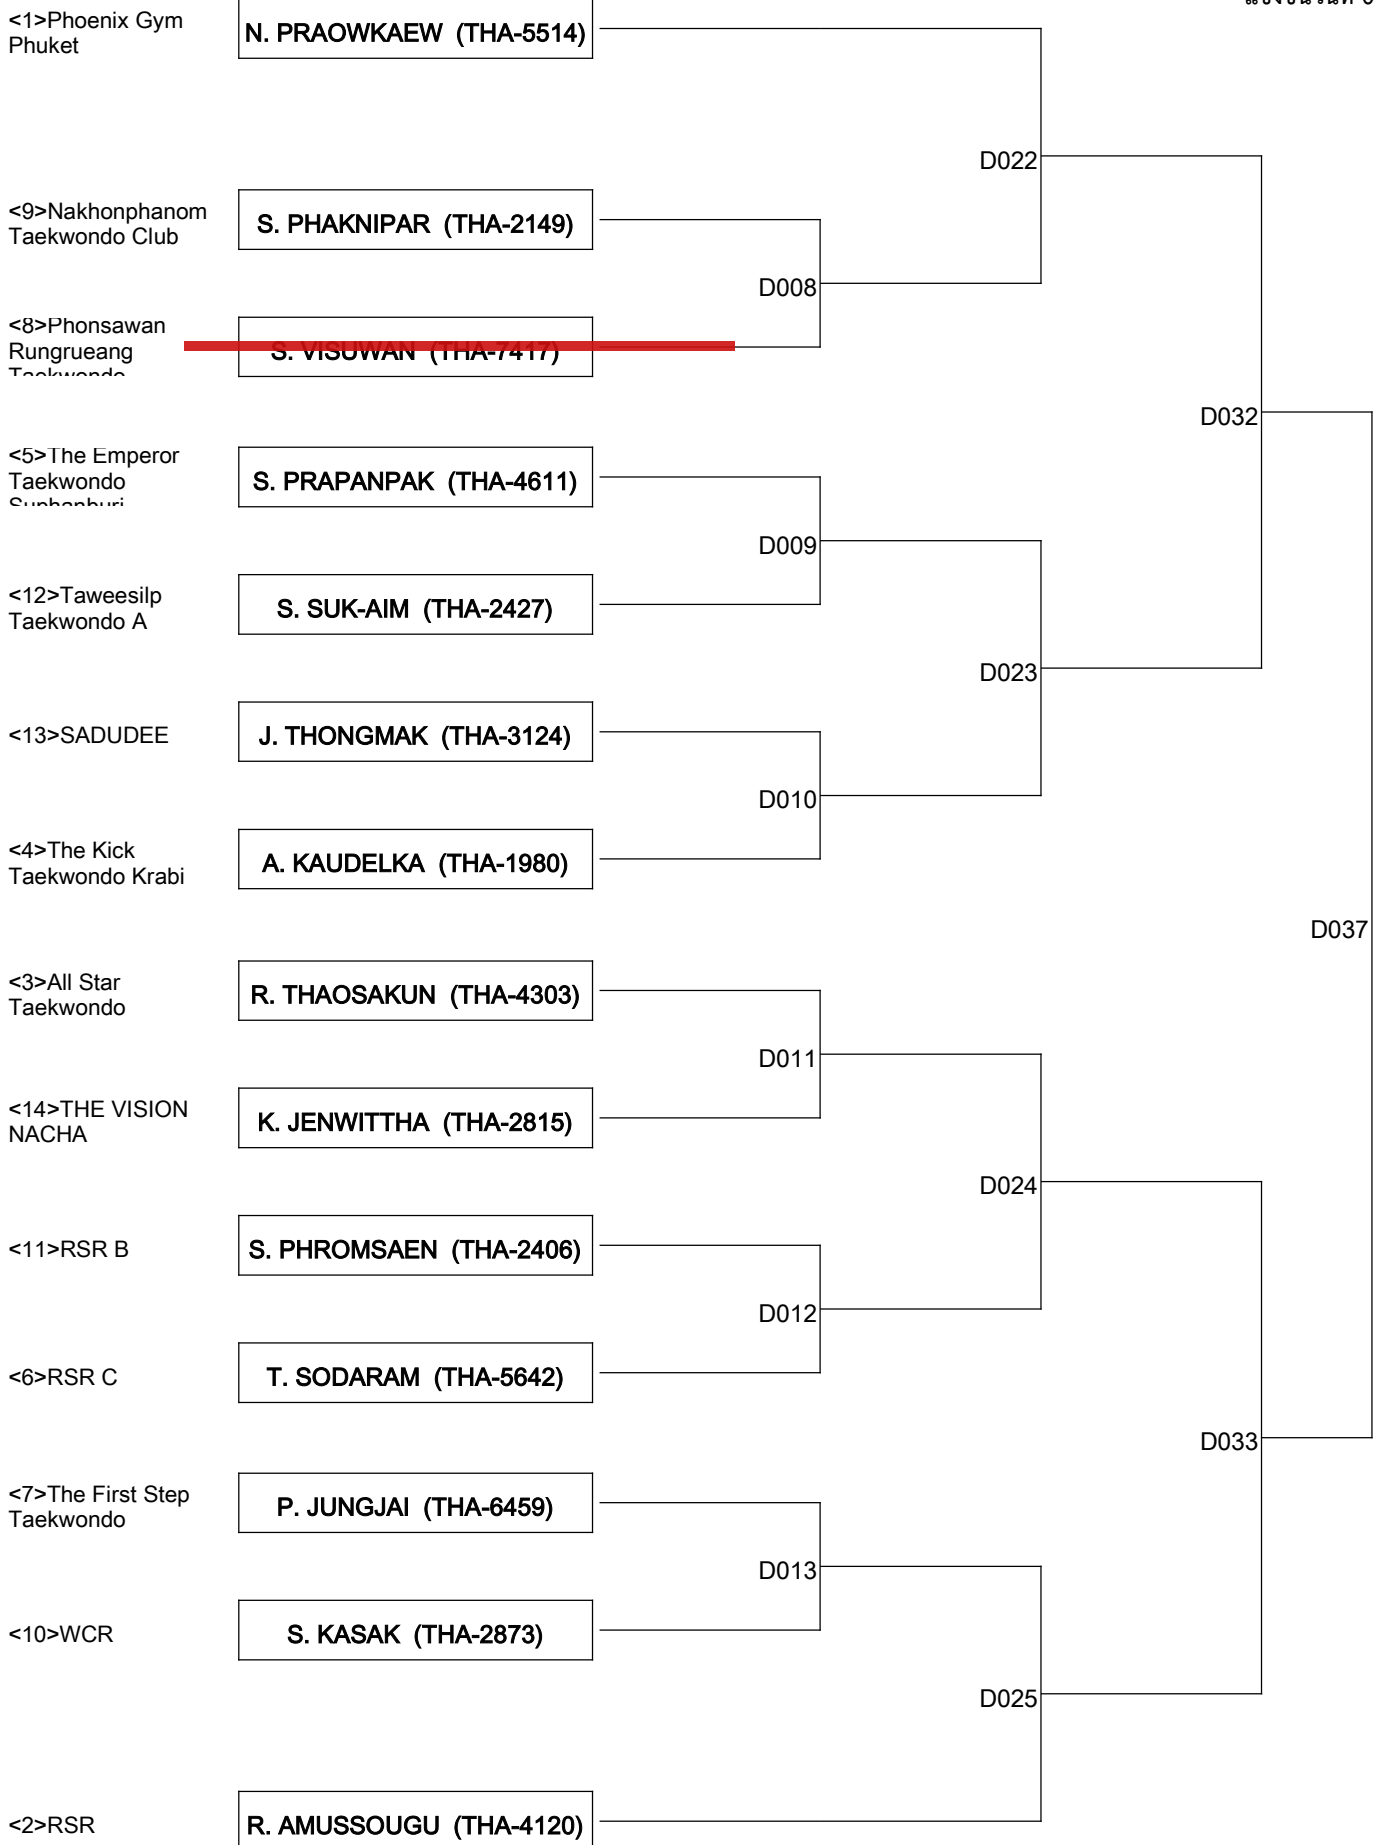 <1>Phoenix Gym
Phuket
N. PRAOWKAEW (THA-5514)
D022
<9>Nakhonphanom
Taekwondo Club
S. PHAKNIPAR (THA-2149)
D008
<8>Phonsawan
Rungrueang
Taekwondo
S. VISUWAN (THA-7417)
D032
<5>The Emperor
Taekwondo
Suphanburi
S. PRAPANPAK (THA-4611)
D009
<12>Taweesilp
Taekwondo A
S. SUK-AIM (THA-2427)
D023
<13>SADUDEE
J. THONGMAK (THA-3124)
D010
<4>The Kick
Taekwondo Krabi
A. KAUDELKA (THA-1980)
D037
<3>All Star
Taekwondo
R. THAOSAKUN (THA-4303)
D011
<14>THE VISION
NACHA
K. JENWITTHA (THA-2815)
D024
<11>RSR B
S. PHROMSAEN (THA-2406)
D012
<6>RSR C
T. SODARAM (THA-5642)
D033
<7>The First Step
Taekwondo
P. JUNGJAI (THA-6459)
D013
<10>WCR
S. KASAK (THA-2873)
D025
<2>RSR
R. AMUSSOUGU (THA-4120)